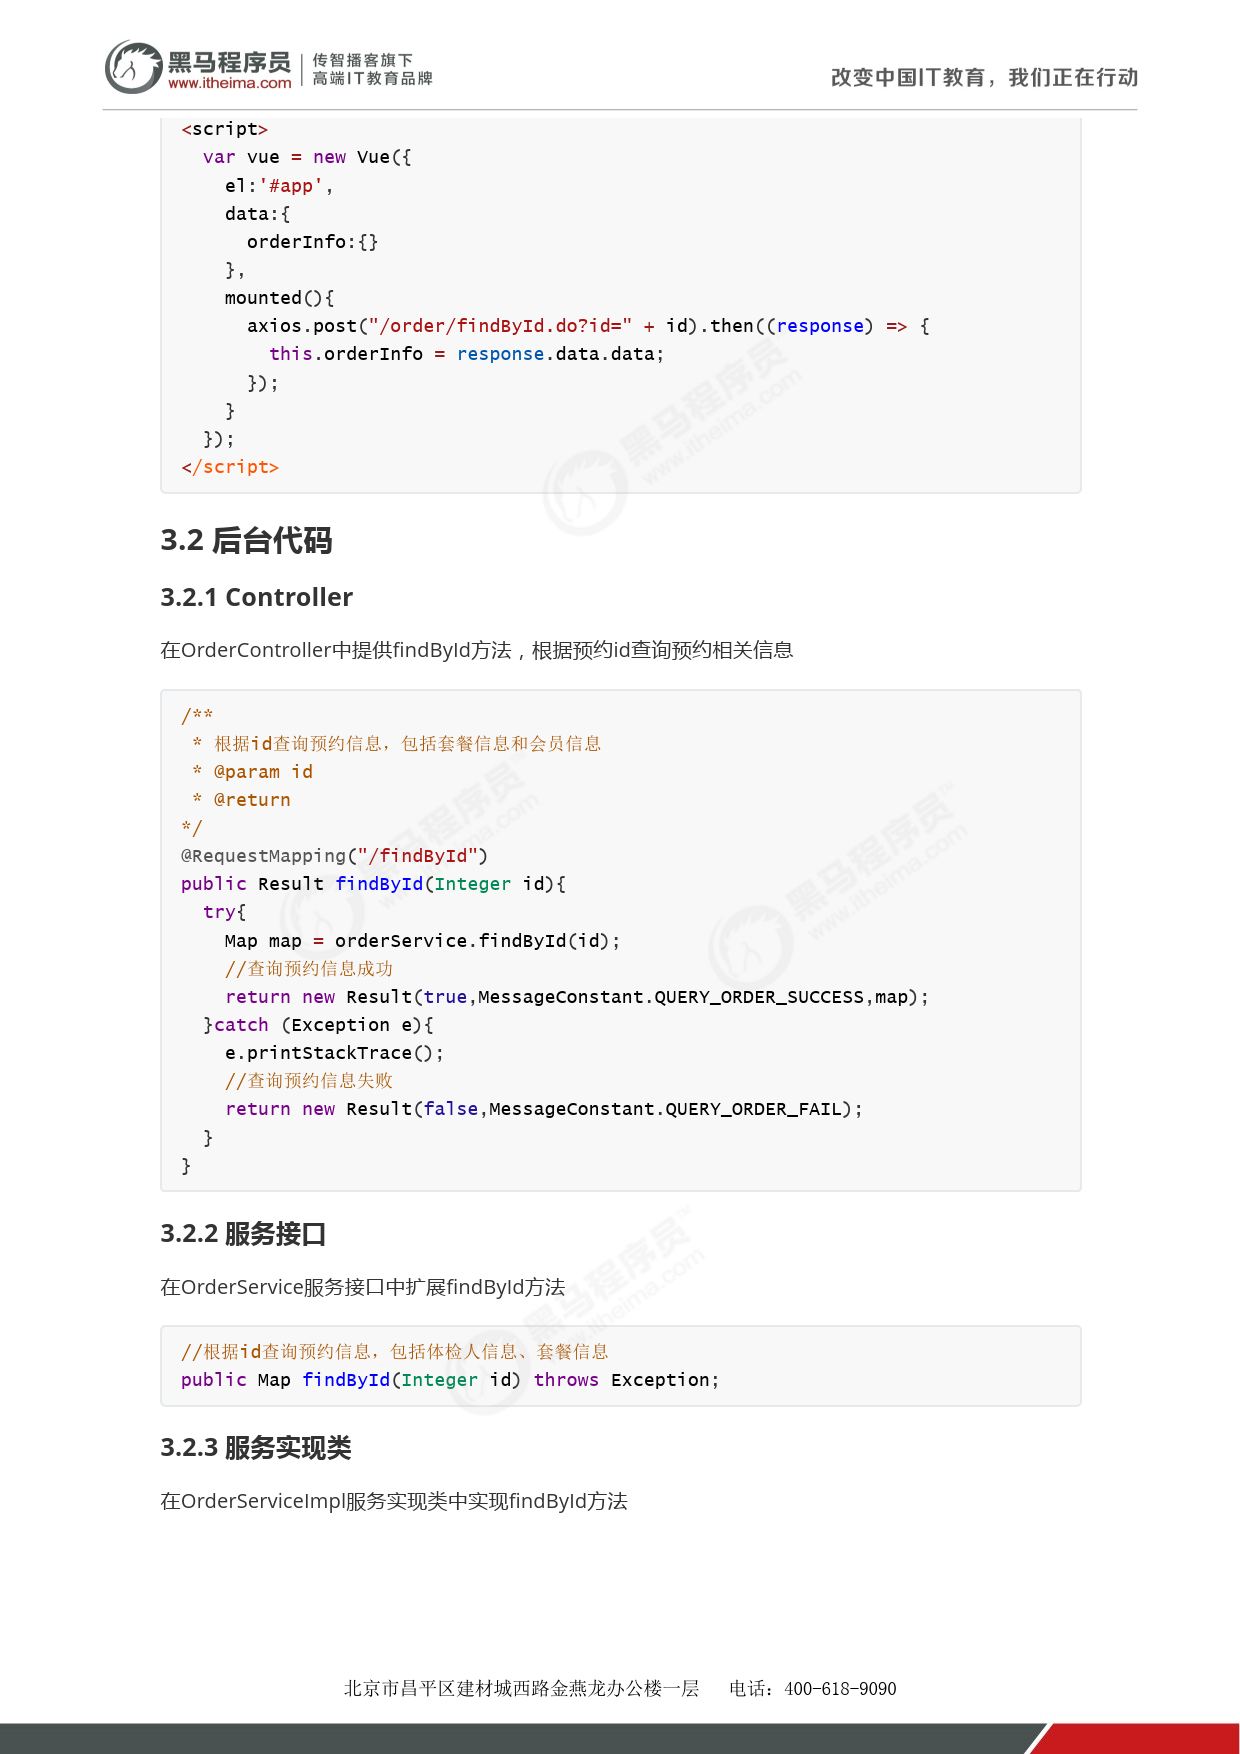 黑马程序员 传智播客旗下
www.itheima.com 高端IT教育品牌
改变中国IT教育，我们正在行动
<script>
  var vue = new Vue({
    el:'#app',
    data:{
      orderInfo:{}
    },
    mounted(){
      axios.post("/order/findById.do?id=" + id).then((response) => {
        this.orderInfo = response.data.data;
      });
    }
  });
</script>
3.2 后台代码
3.2.1 Controller
在OrderController中提供findById方法，根据预约id查询预约相关信息
/**
 * 根据id查询预约信息，包括套餐信息和会员信息
 * @param id
 * @return
*/
@RequestMapping("/findById")
public Result findById(Integer id){
  try{
    Map map = orderService.findById(id);
    //查询预约信息成功
    return new Result(true,MessageConstant.QUERY_ORDER_SUCCESS,map);
  }catch (Exception e){
    e.printStackTrace();
    //查询预约信息失败
    return new Result(false,MessageConstant.QUERY_ORDER_FAIL);
  }
}
3.2.2 服务接口
在OrderService服务接口中扩展findById方法
//根据id查询预约信息，包括体检人信息、套餐信息
public Map findById(Integer id) throws Exception;
3.2.3 服务实现类
在OrderServiceImpl服务实现类中实现findById方法
北京市昌平区建材城西路金燕龙办公楼一层 电话：400-618-9090